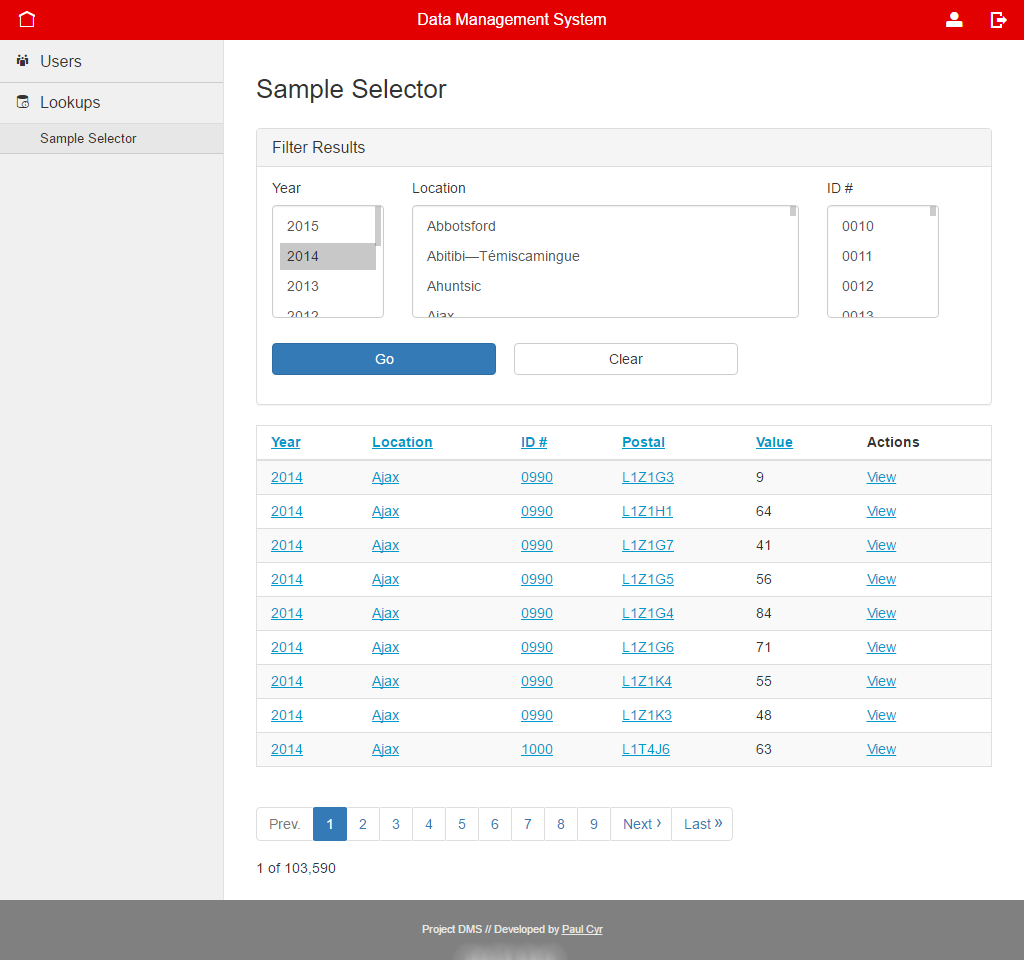 Data Management System
Users
Lookups
Sample Selector
Sample Selector
Filter Results
Year Location ID #
2015 Abbotsford 0010
2014 Abitibi—Témiscamingue 0011
2013 Ahuntsic 0012
2012 Ajax 0013
Go Clear
Year Location ID # Postal Value Actions
2014 Ajax 0990 L1Z1G3 9 View
2014 Ajax 0990 L1Z1H1 64 View
2014 Ajax 0990 L1Z1G7 41 View
2014 Ajax 0990 L1Z1G5 56 View
2014 Ajax 0990 L1Z1G4 84 View
2014 Ajax 0990 L1Z1G6 71 View
2014 Ajax 0990 L1Z1K4 55 View
2014 Ajax 0990 L1Z1K3 48 View
2014 Ajax 1000 L1T4J6 63 View
Prev. 1 2 3 4 5 6 7 8 9 Next › Last »
1 of 103,590
Project DMS // Developed by Paul Cyr